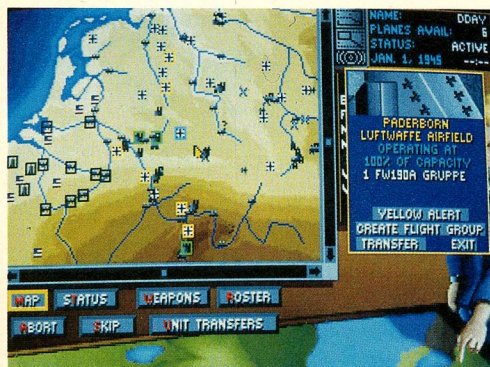 NAME: DDAY
PLANES AVAIL: 6
STATUS: ACTIVE
JAN. 1, 1945 --:--
PADERBORN
LUFTWAFFE AIRFIELD
OPERATING AT
100% OF CAPACITY
1 FW190A GRUPPE
YELLOW ALERT
CREATE FLIGHT GROUP
TRANSFER EXIT
MAP STATUS WEAPONS ROSTER
ABORT SKIP UNIT TRANSFERS